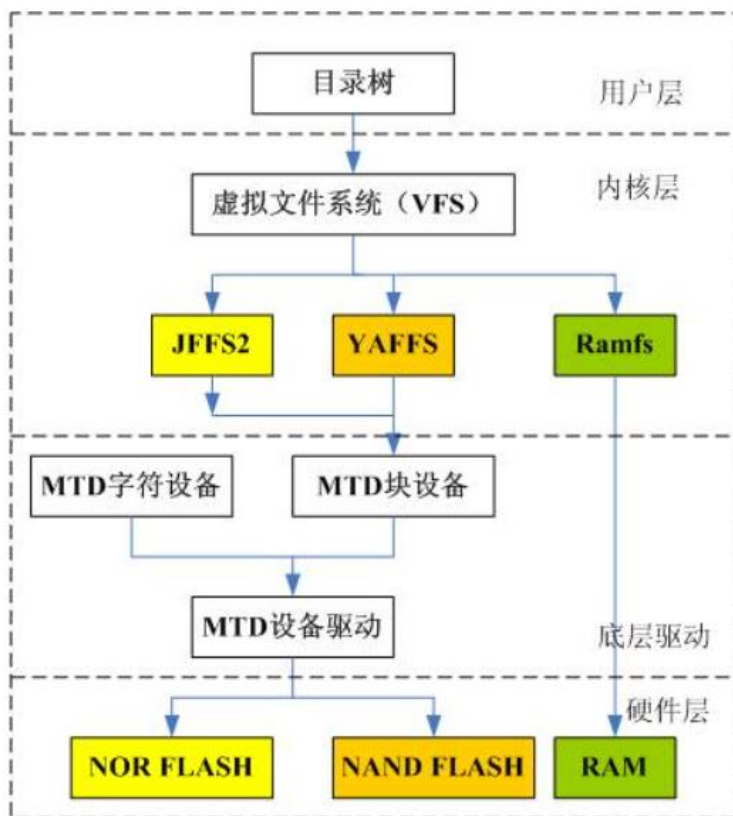 目录树
用户层
虚拟文件系统（VFS）
内核层
JFFS2
YAFFS
Ramfs
MTD字符设备
MTD块设备
MTD设备驱动
底层驱动
硬件层
NOR FLASH
NAND FLASH
RAM